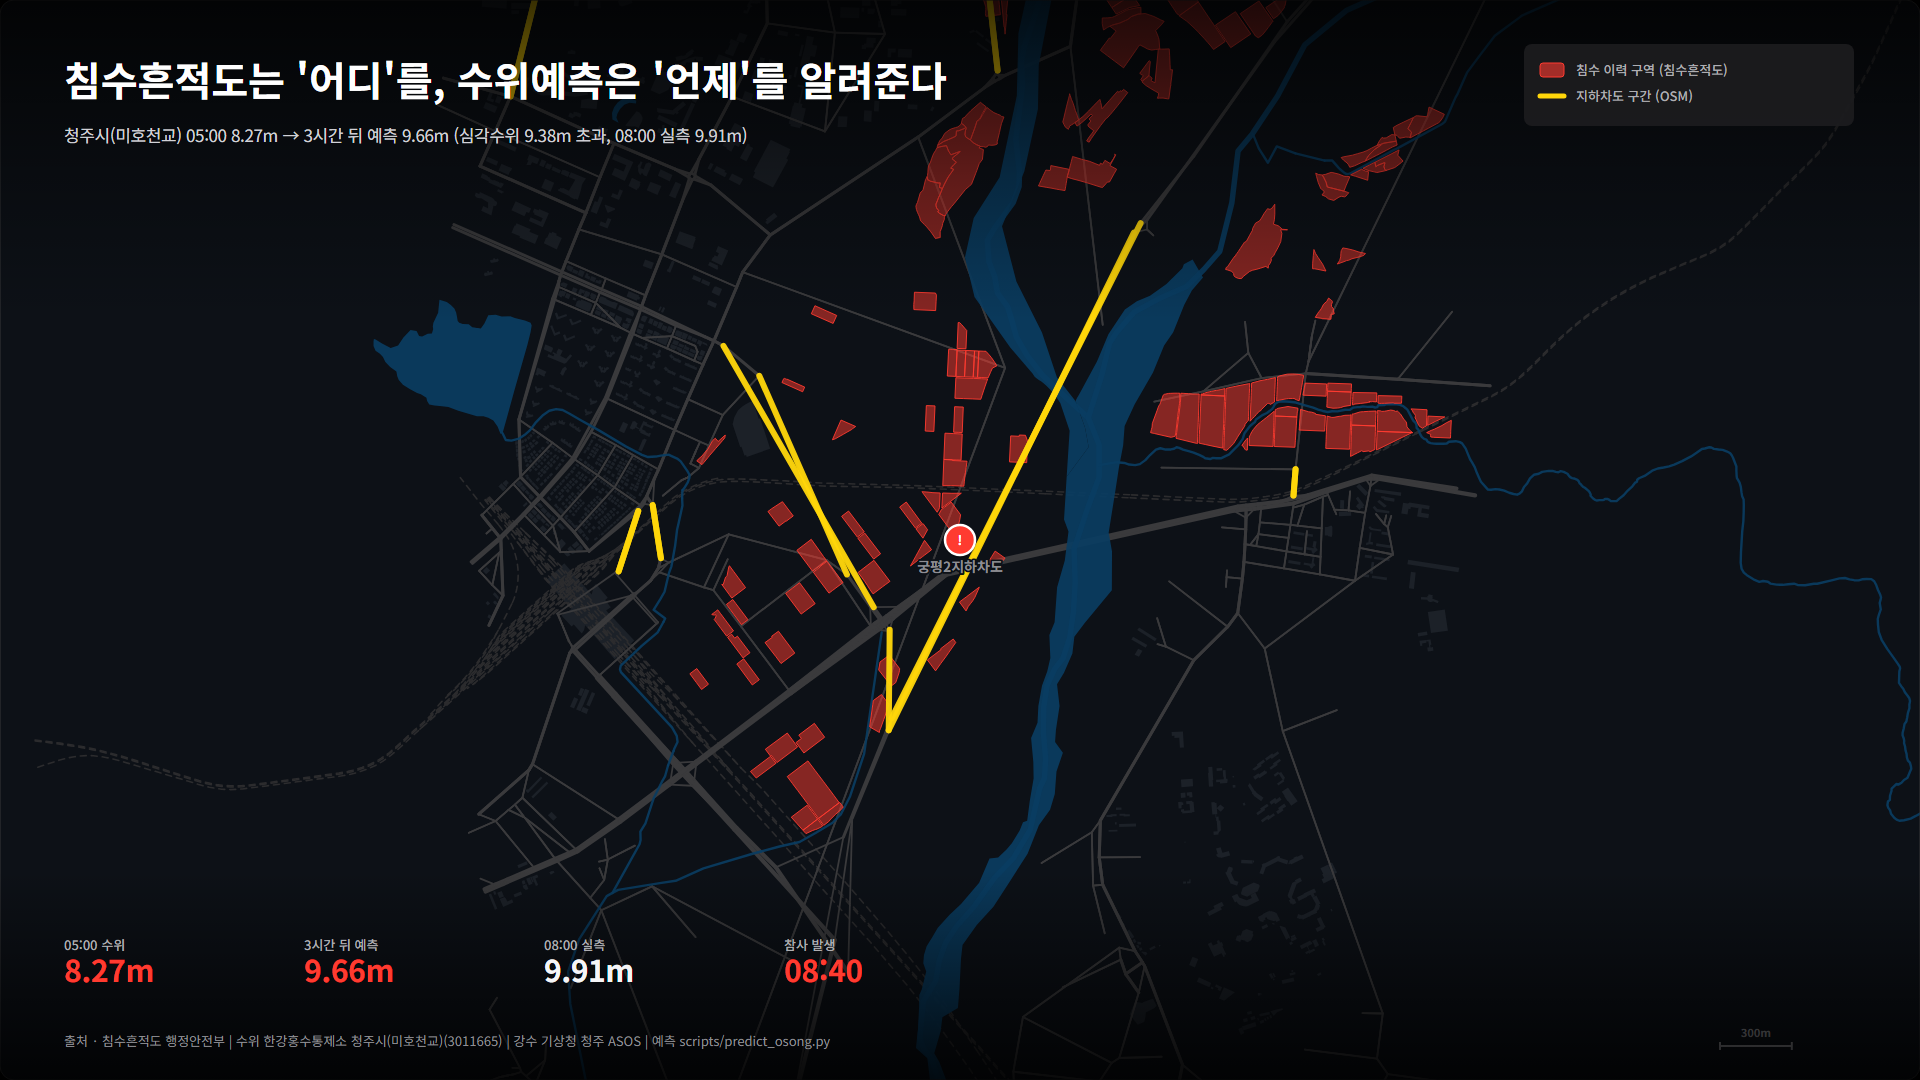 침수흔적도는 '어디'를, 수위예측은 '언제'를 알려준다
청주시(미호천교) 05:00 8.27m → 3시간 뒤 예측 9.66m (심각수위 9.38m 초과, 08:00 실측 9.91m)
침수 이력 구역 (침수흔적도)
지하차도 구간 (OSM)
!
궁평2지하차도
05:00 수위
8.27m
3시간 뒤 예측
9.66m
08:00 실측
9.91m
참사 발생
08:40
출처 · 침수흔적도 행정안전부 | 수위 한강홍수통제소 청주시(미호천교)(3011665) | 강수 기상청 청주 ASOS | 예측 scripts/predict_osong.py
300m